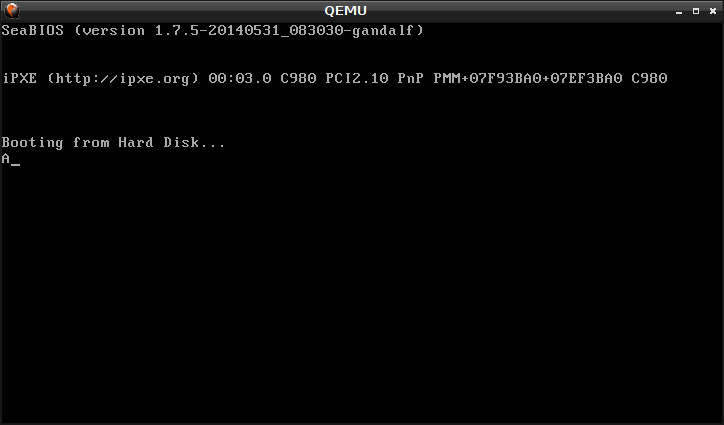 QEMU
SeaBIOS (version 1.7.5-20140531_083030-gandalf)
iPXE (http://ipxe.org) 00:03.0 C980 PCI2.10 PnP PMM+07F93BA0+07EF3BA0 C980
Booting from Hard Disk...
A_